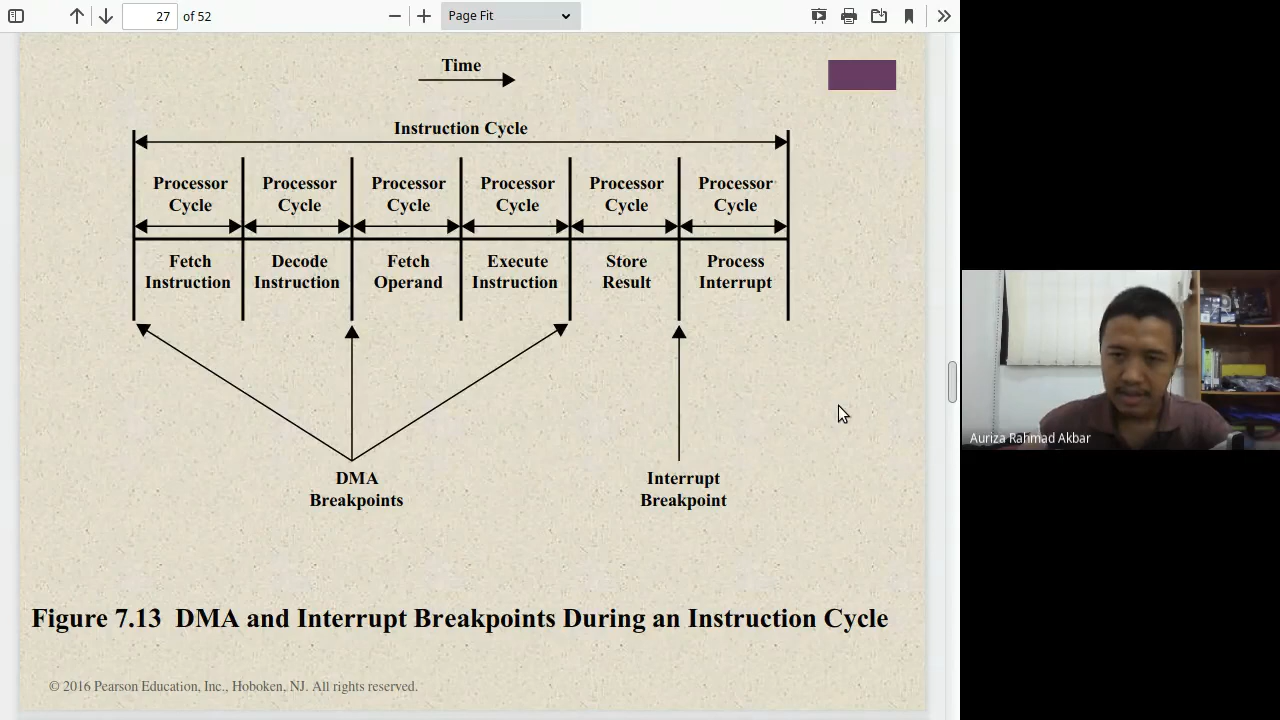 27 of 52
Page Fit
Time
Instruction Cycle
Processor Processor Processor Processor Processor Processor
Cycle Cycle Cycle Cycle Cycle Cycle
Fetch Decode Fetch Execute Store Process
Instruction Instruction Operand Instruction Result Interrupt
DMA Interrupt
Breakpoints Breakpoint
Figure 7.13 DMA and Interrupt Breakpoints During an Instruction Cycle
© 2016 Pearson Education, Inc., Hoboken, NJ. All rights reserved.
Auriza Rahmad Akbar